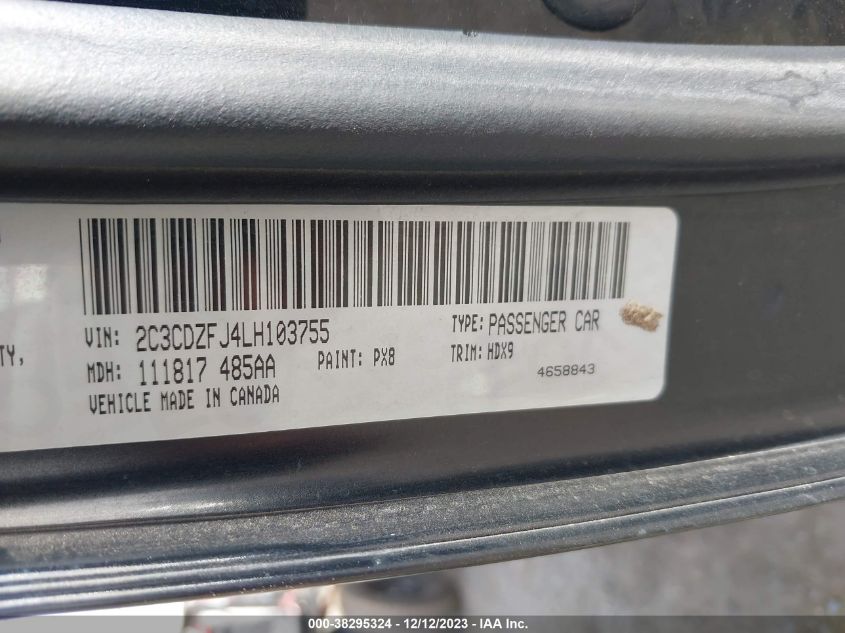 VIN: 2C3CDZFJ4LH103755
TYPE: PASSENGER CAR
TY,
MDH: 111817 485AA
PAINT: PX8
TRIM: HDX9
4658843
VEHICLE MADE IN CANADA
000-38295324 - 12/12/2023 - IAA Inc.